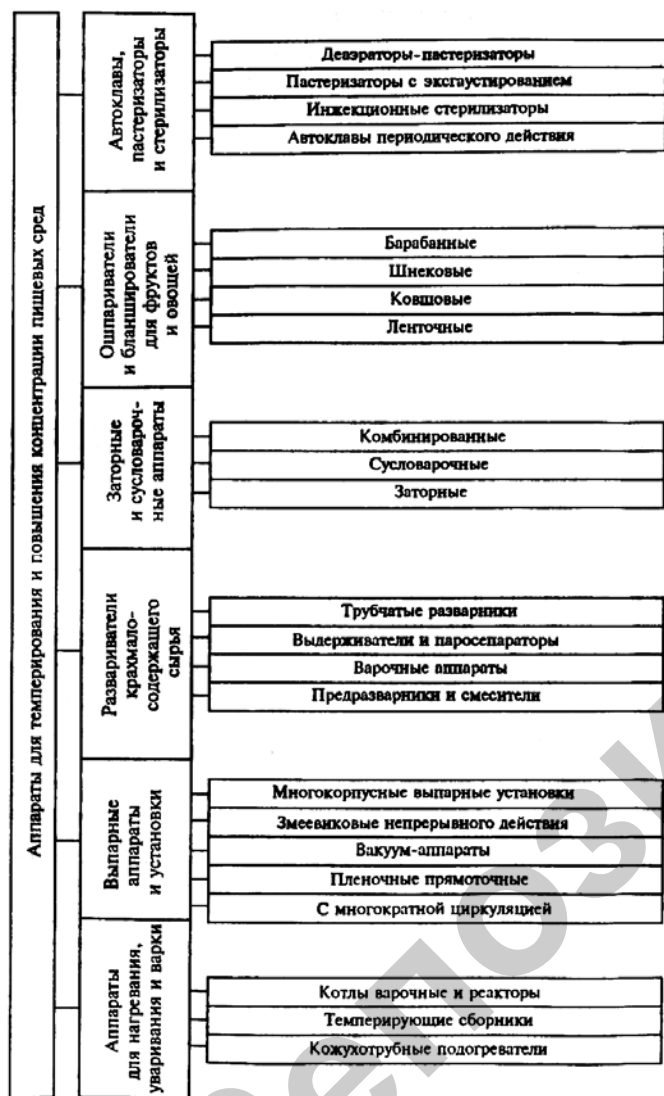 Аппараты для темперирования и повышения концентрации пищевых сред
Автоклавы,
пастеризаторы
и стерилизаторы
Деаэраторы-пастеризаторы
Пастеризаторы с эксгаустированием
Инжекционные стерилизаторы
Автоклавы периодического действия
Ошпариватели
и бланширователи
для фруктов
и овощей
Барабанные
Шнековые
Ковшовые
Ленточные
Заторные
и сусловароч-
ные аппараты
Комбинированные
Сусловарочные
Заторные
Развариватели
крахмало-
содержащего
сырья
Трубчатые разварники
Выдерживатели и паросепараторы
Варочные аппараты
Предразварники и смесители
Выпарные
аппараты
и установки
Многокорпусные выпарные установки
Змеевиковые непрерывного действия
Вакуум-аппараты
Пленочные прямоточные
С многократной циркуляцией
Аппараты
для нагревания,
уваривания и варки
Котлы варочные и реакторы
Темперирующие сборники
Кожухотрубные подогреватели
Репози